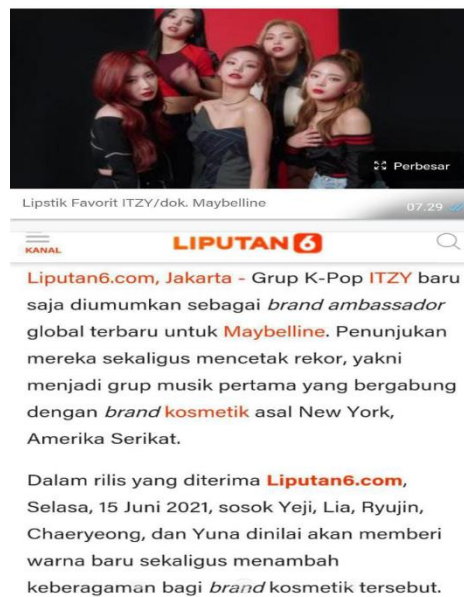 Perbesar
Lipstik Favorit ITZY/dok. Maybelline
07.29
KANAL
LIPUTAN 6
Liputan6.com, Jakarta - Grup K-Pop ITZY baru
saja diumumkan sebagai brand ambassador
global terbaru untuk Maybelline. Penunjukan
mereka sekaligus mencetak rekor, yakni
menjadi grup musik pertama yang bergabung
dengan brand kosmetik asal New York,
Amerika Serikat.
Dalam rilis yang diterima Liputan6.com,
Selasa, 15 Juni 2021, sosok Yeji, Lia, Ryujin,
Chaeryeong, dan Yuna dinilai akan memberi
warna baru sekaligus menambah
keberagaman bagi brand kosmetik tersebut.